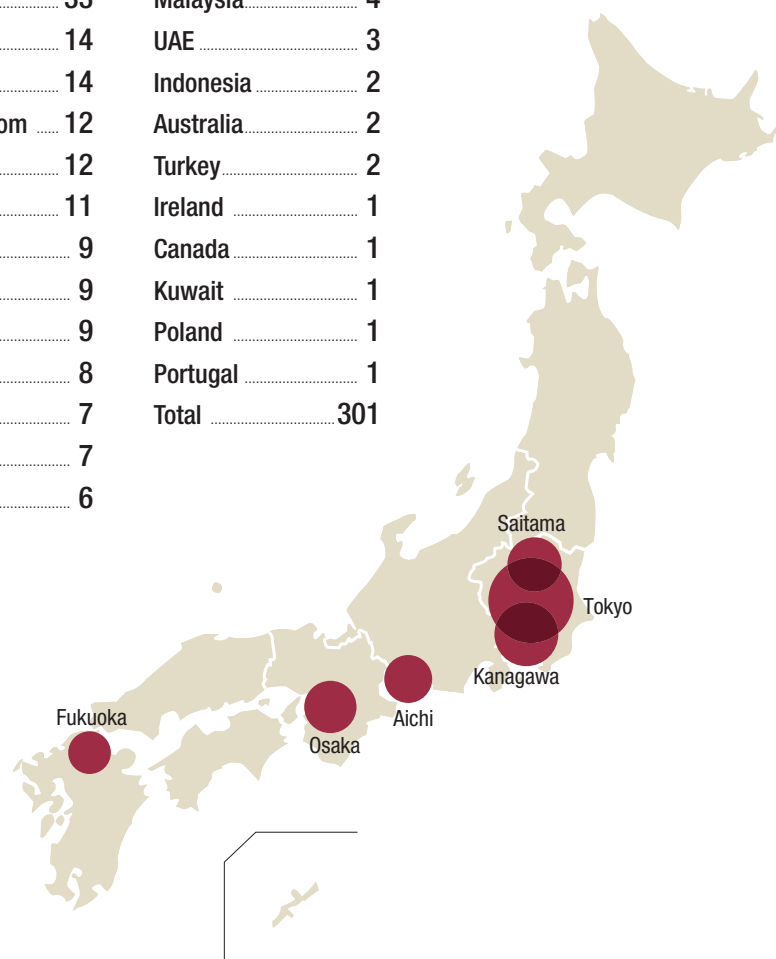 14
14
12
12
11
9
9
9
8
7
7
6
Malaysia 4
UAE 3
Indonesia 2
Australia 2
Turkey 2
Ireland 1
Canada 1
Kuwait 1
Poland 1
Portugal 1
Total 301
Saitama
Tokyo
Kanagawa
Aichi
Osaka
Fukuoka